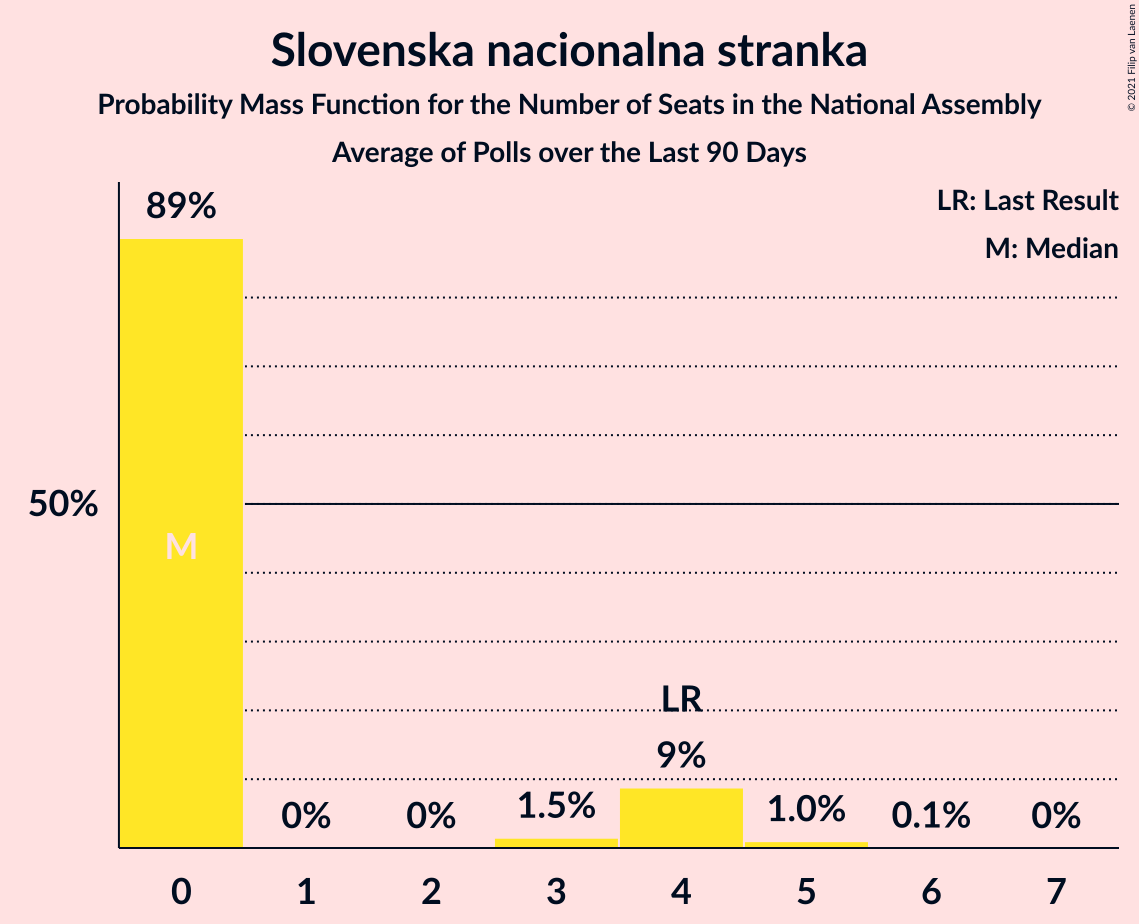 Slovenska nacionalna stranka
Probability Mass Function for the Number of Seats in the National Assembly
Average of Polls over the Last 90 Days
© 2021 Filip van Laenen
LR: Last Result
M: Median
89%
50%
M
LR
0%
0%
1.5%
9%
1.0%
0.1%
0%
0 1 2 3 4 5 6 7